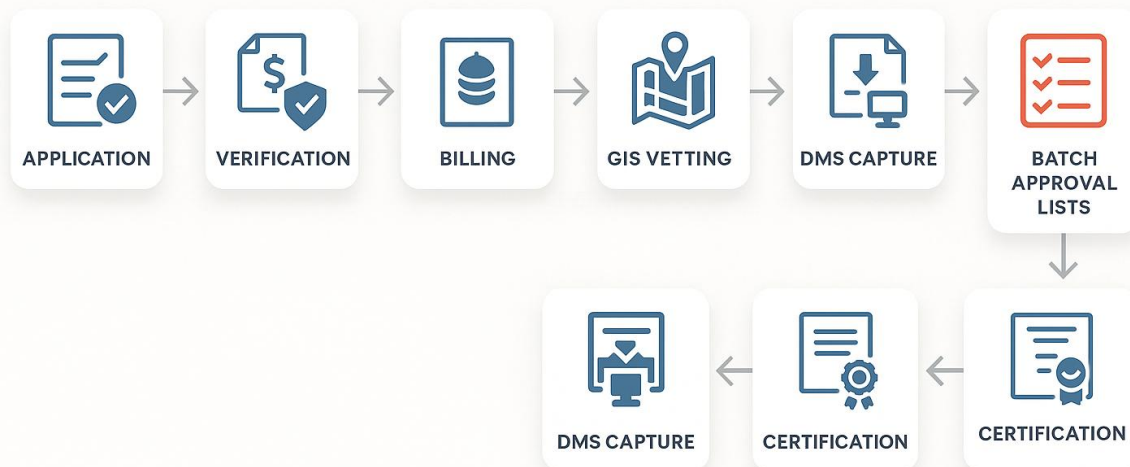 APPLICATION
VERIFICATION
BILLING
GIS VETTING
DMS CAPTURE
BATCH
APPROVAL
LISTS
$
CERTIFICATION
CERTIFICATION
DMS CAPTURE